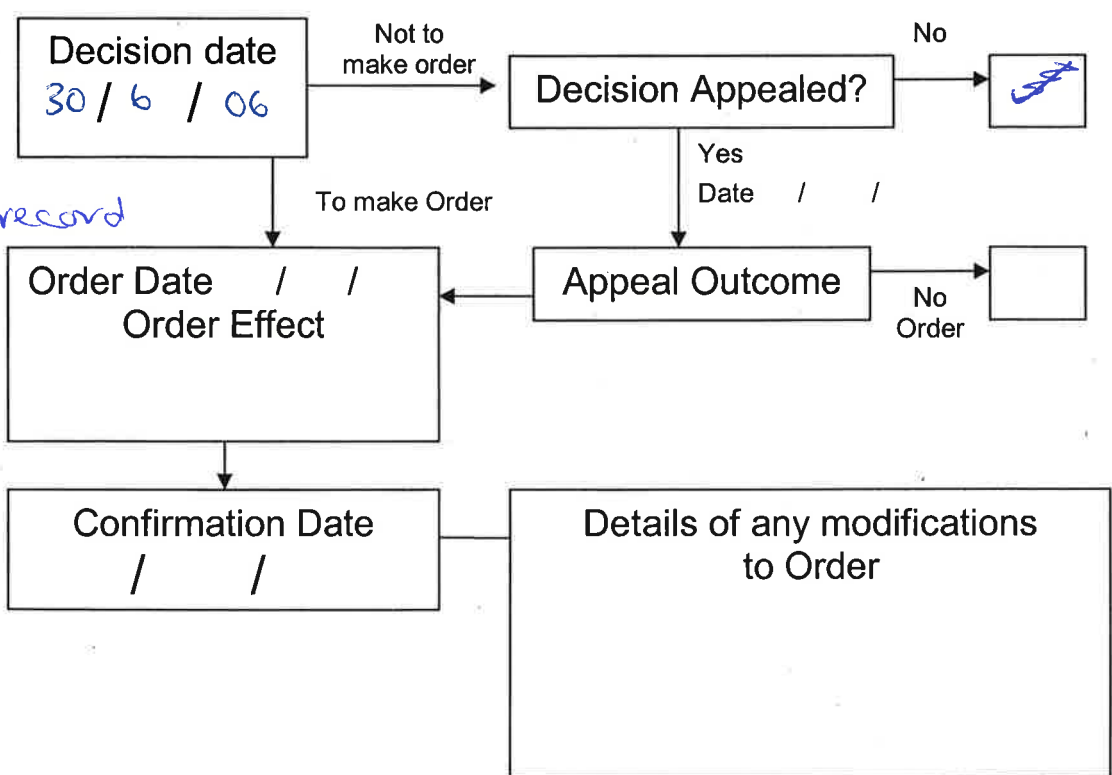 Decision date
30 / 6 / 06
Not to
make order
Decision Appealed?
No
Yes
Date / /
To make Order
record
Order Date / /
Order Effect
Appeal Outcome
No
Order
Confirmation Date
/ /
Details of any modifications
to Order